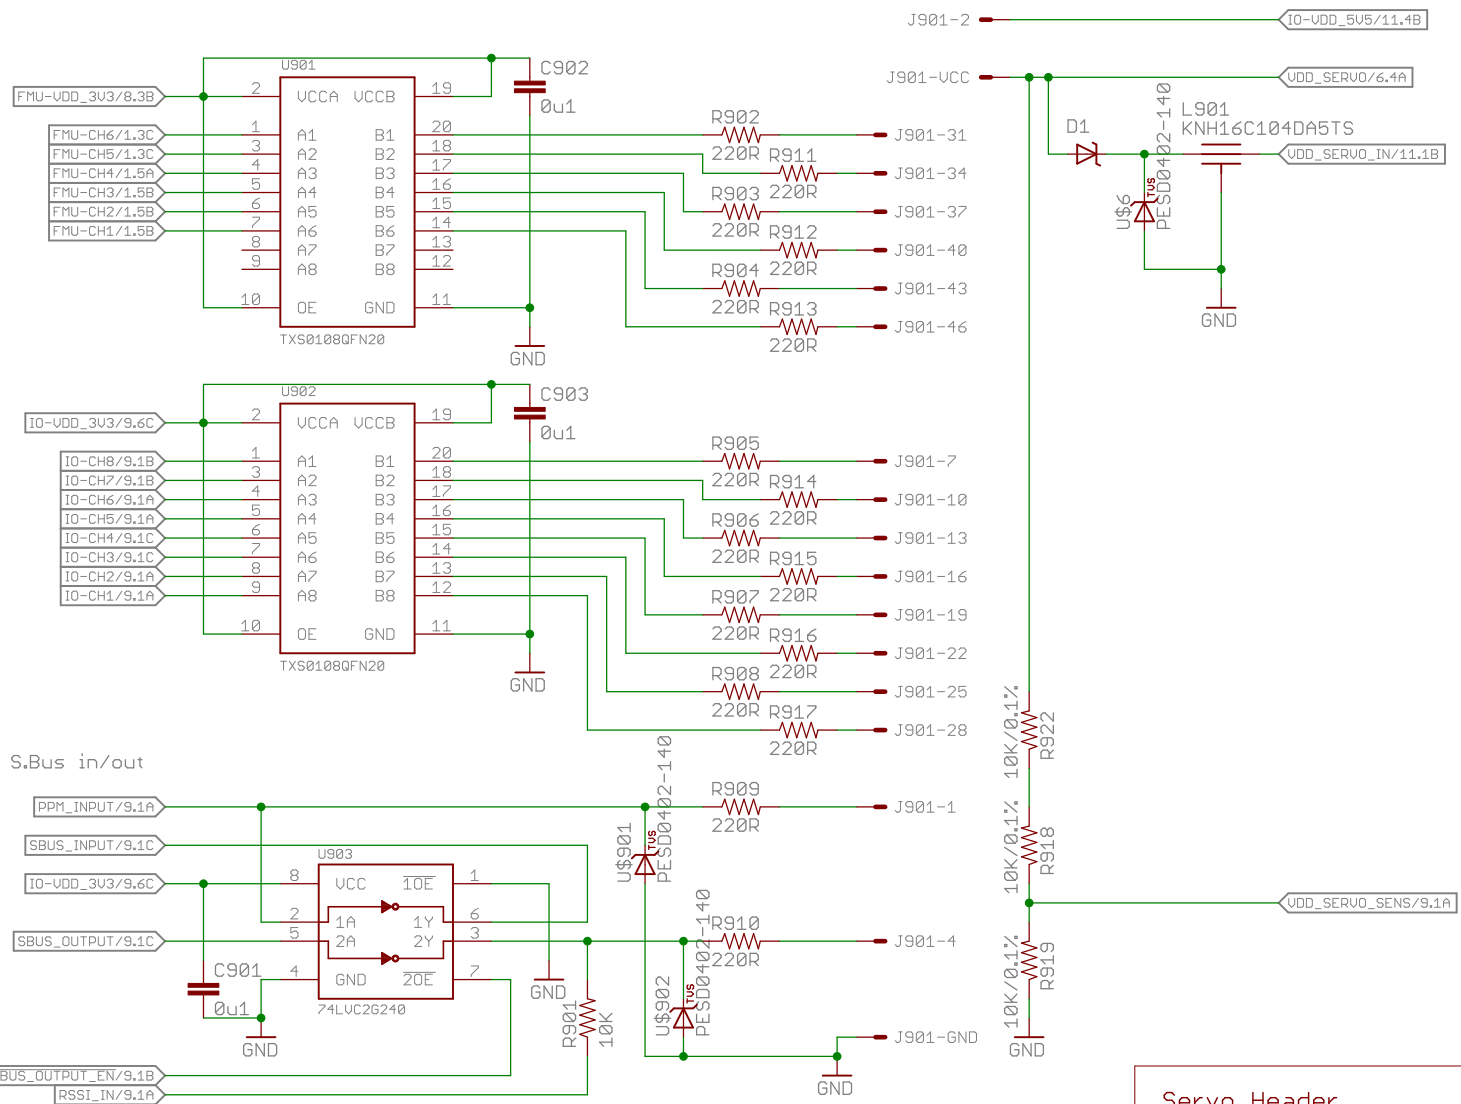 J901-2
IO-VDD_5V5/11.4B
J901-VCC
VDD_SERVO/6.4A
U901
C902
0u1
FMU-VDD_3V3/8.3B
2 VCCA VCCB 19
FMU-CH6/1.3C
1 A1 B1 20
FMU-CH5/1.3C
3 A2 B2 18
FMU-CH4/1.5A
4 A3 B3 17
FMU-CH3/1.5B
5 A4 B4 16
FMU-CH2/1.5B
6 A5 B5 15
FMU-CH1/1.5B
7 A6 B6 14
8 A7 B7 13
9 A8 B8 12
10 OE GND 11
TXS0108QFN20
GND
R902
220R
J901-31
R911
220R
J901-34
R903
220R
J901-37
R912
220R
J901-40
R904
220R
J901-43
R913
220R
J901-46
D1
U$6
TVS
PESD0402-140
L901
KNH16C104DA5TS
VDD_SERVO_IN/11.1B
GND
U902
C903
0u1
IO-VDD_3V3/9.6C
2 VCCA VCCB 19
IO-CH8/9.1B
1 A1 B1 20
IO-CH7/9.1B
3 A2 B2 18
IO-CH6/9.1A
4 A3 B3 17
IO-CH5/9.1A
5 A4 B4 16
IO-CH4/9.1C
6 A5 B5 15
IO-CH3/9.1C
7 A6 B6 14
IO-CH2/9.1A
8 A7 B7 13
IO-CH1/9.1A
9 A8 B8 12
10 OE GND 11
TXS0108QFN20
GND
R905
220R
J901-7
R914
220R
J901-10
R906
220R
J901-13
R915
220R
J901-16
R907
220R
J901-19
R916
220R
J901-22
R908
220R
J901-25
R917
220R
J901-28
10K/0.1%
R922
10K/0.1%
R918
10K/0.1%
R919
VDD_SERVO_SENS/9.1A
GND
S.Bus in/out
PPM_INPUT/9.1A
SBUS_INPUT/9.1C
IO-VDD_3V3/9.6C
SBUS_OUTPUT/9.1C
U903
8 VCC 1OE 1
2 1A 1Y 6
5 2A 2Y 3
4 GND 2OE 7
74LVC2G240
C901
0u1
GND
GND
R901
10K
U$901
TVS
PESD0402-140
R909
220R
J901-1
U$902
TVS
PESD0402-140
R910
220R
J901-4
J901-GND
GND
BUS_OUTPUT_EN/9.1B
RSSI_IN/9.1A
Servo Header